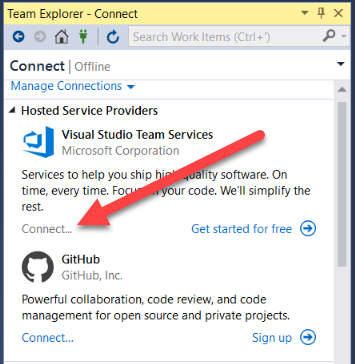 Team Explorer - Connect
Search Work Items (Ctrl+')
Connect | Offline
Manage Connections
Hosted Service Providers
Visual Studio Team Services
Microsoft Corporation
Services to help you ship high quality software. On
time, every time. Focus on your code. We'll simplify the
rest.
Connect... Get started for free
GitHub
GitHub, Inc.
Powerful collaboration, code review, and code
management for open source and private projects.
Connect... Sign up